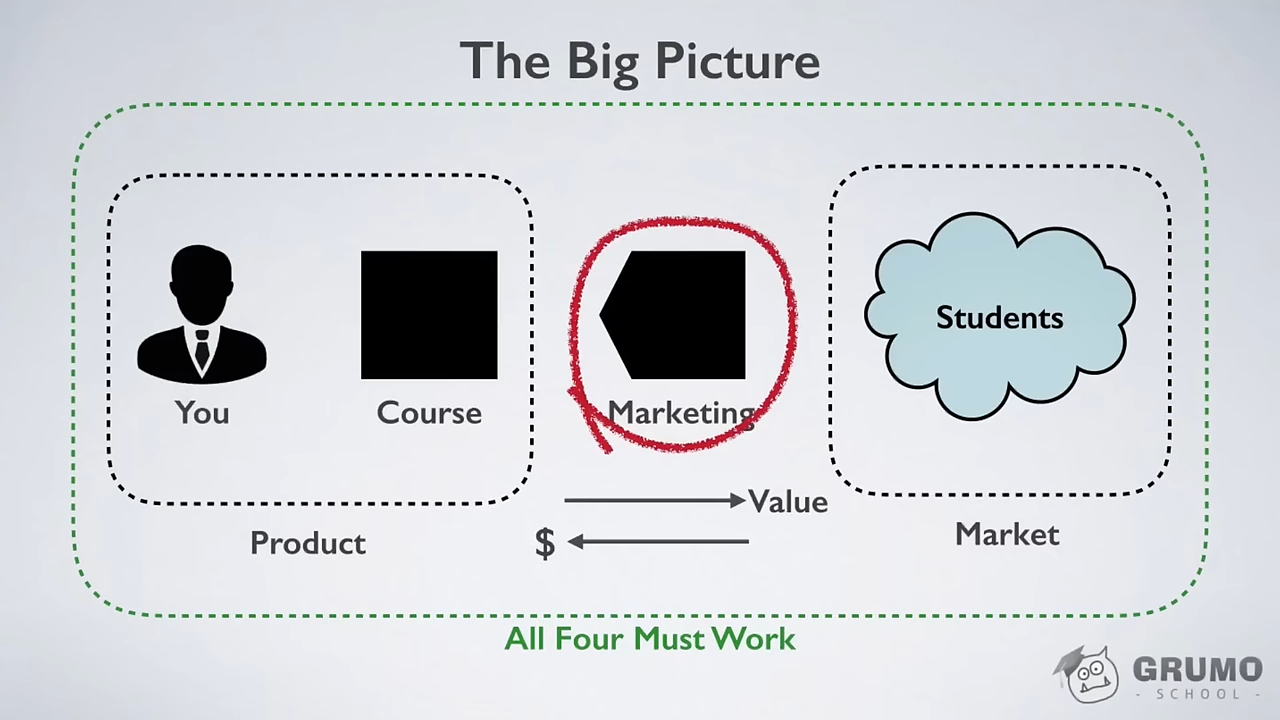 The Big Picture
You
Course
Marketing
Students
Value
$
Product
Market
All Four Must Work
GRUMO
- SCHOOL -